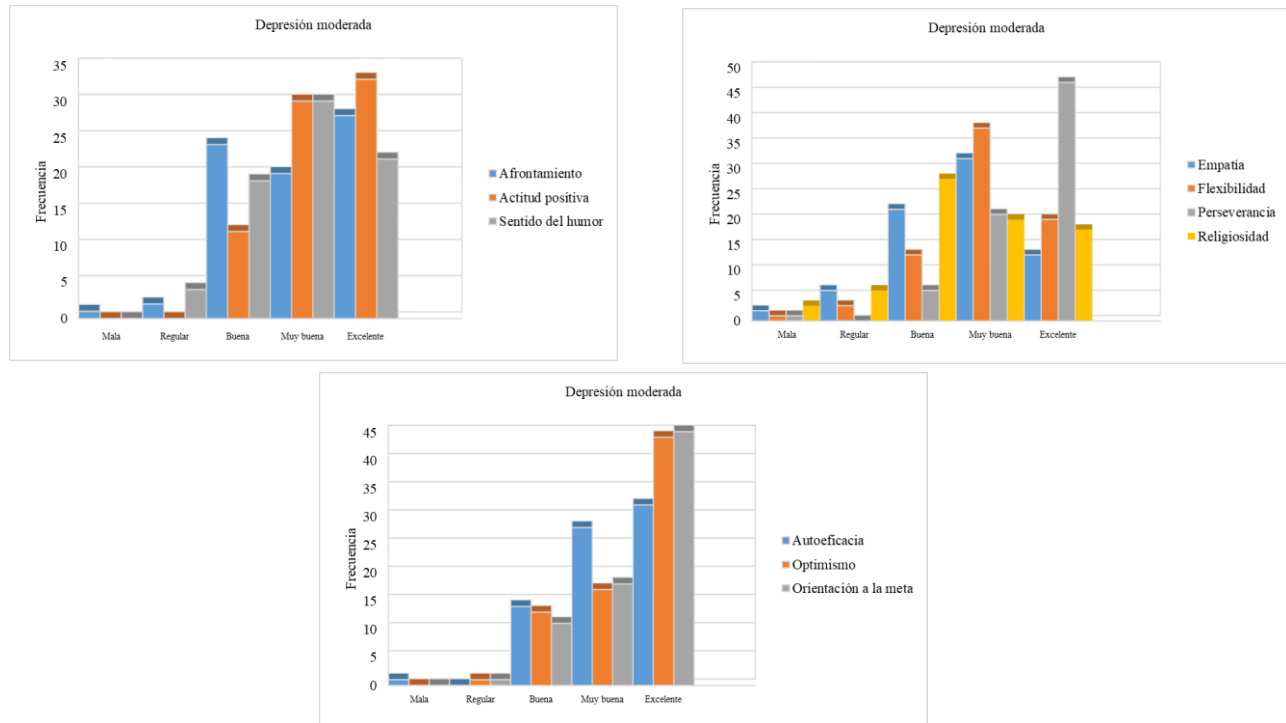 Depresión moderada
35
30
25
20
15
10
5
0
Frecuencia
Mala Regular Buena Muy buena Excelente
Afrontamiento
Actitud positiva
Sentido del humor
Depresión moderada
50
45
40
35
30
25
20
15
10
5
0
Frecuencia
Mala Regular Buena Muy buena Excelente
Empatía
Flexibilidad
Perseverancia
Religiosidad
Depresión moderada
45
40
35
30
25
20
15
10
5
0
Frecuencia
Mala Regular Buena Muy buena Excelente
Autoeficacia
Optimismo
Orientación a la meta